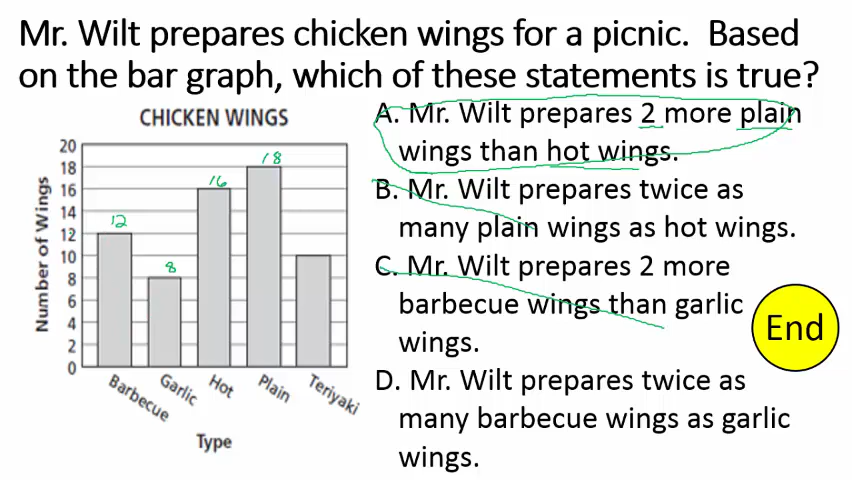 Mr. Wilt prepares chicken wings for a picnic.  Based
on the bar graph, which of these statements is true?
CHICKEN WINGS
20
18
16
14
12
10
8
6
4
2
0
Number of Wings
12
8
16
18
Barbecue
Garlic
Hot
Plain
Teriyaki
Type
A. Mr. Wilt prepares 2 more plain
wings than hot wings.
B. Mr. Wilt prepares twice as
many plain wings as hot wings.
C. Mr. Wilt prepares 2 more
barbecue wings than garlic
wings.
D. Mr. Wilt prepares twice as
many barbecue wings as garlic
wings.
End